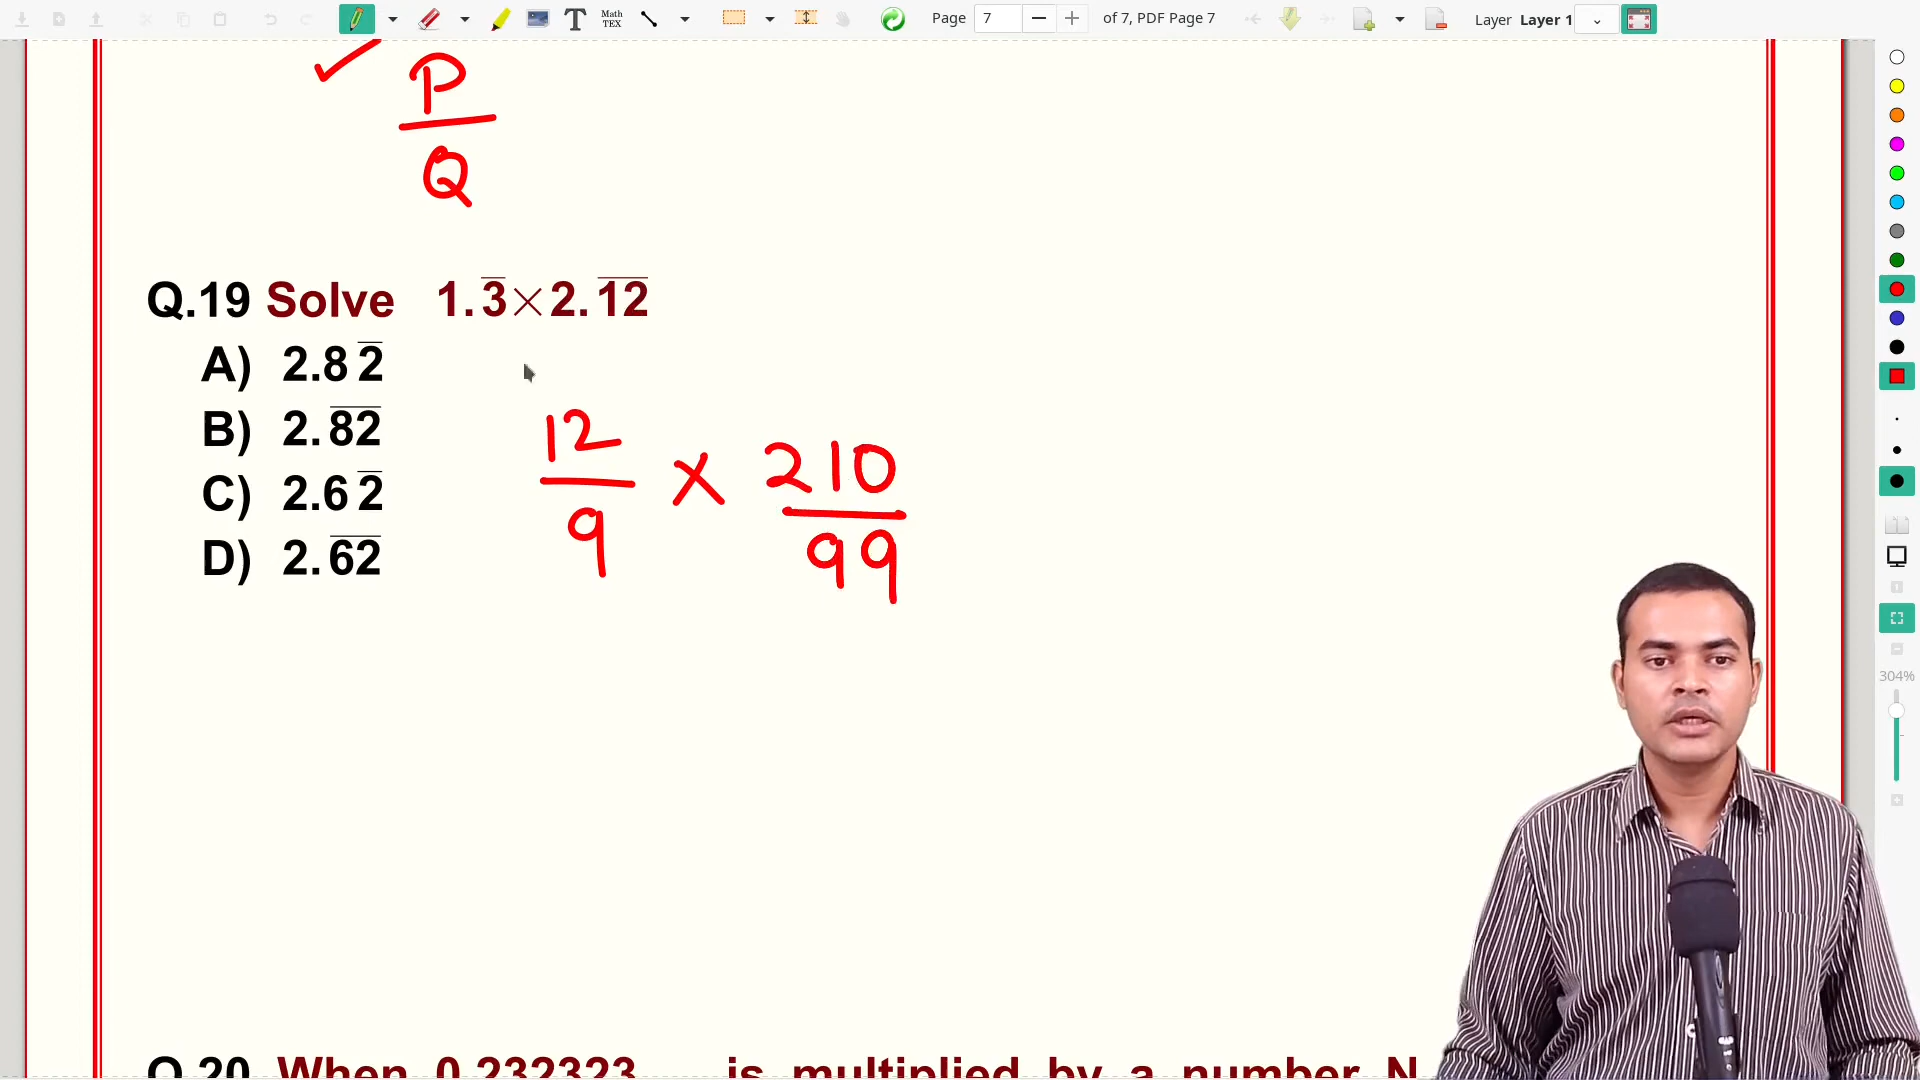 Math
TEX
Page 7 of 7, PDF Page 7
Layer Layer 1
P
Q
Q.19 Solve 1.3̅×2.1̅2̅
A) 2.82̅
B) 2.8̅2̅
C) 2.62̅
D) 2.6̅2̅
12/9 × 210/99
304%
Q.20 When 0.232323 is multiplied by a number N